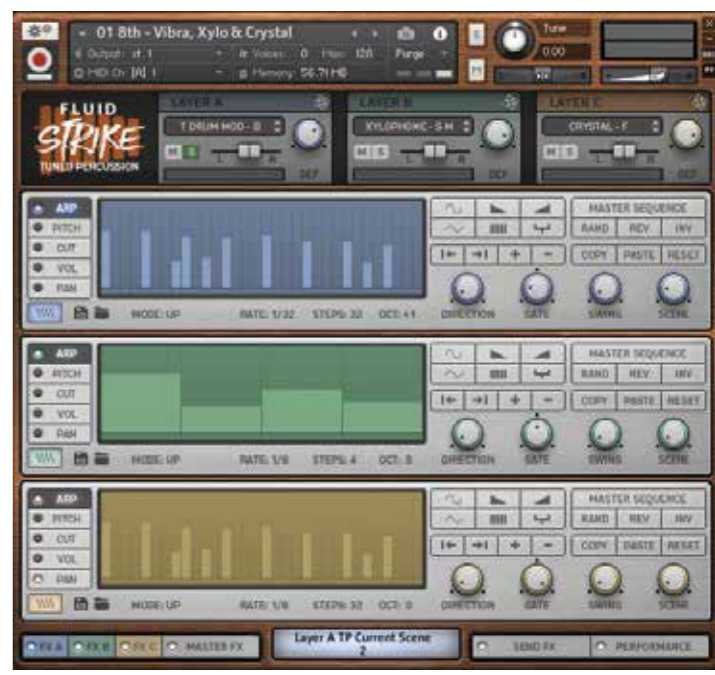 01 8th - Vibra, Xylo & Crystal
Output: st. 1 Voices: 0 Max: 128 Purge
MIDI Ch: [A] 1 Memory: 56.71 MB
S
M
Tune
0.00
FLUID
STRIKE
TUNED PERCUSSION
LAYER A
T DRUM MOD - B
M S
L R
DEF
LAYER B
XYLOPHONE - S M
M S
L R
DEF
LAYER C
CRYSTAL - F
M S
L R
DEF
ARP
PITCH
CUT
VOL
PAN
MODE: UP RATE: 1/32 STEPS: 32 OCT: +1
MASTER SEQUENCE
RAND REV INV
COPY PASTE RESET
DIRECTION GATE SWING SCENE
ARP
PITCH
CUT
VOL
PAN
MODE: UP RATE: 1/8 STEPS: 4 OCT: 0
MASTER SEQUENCE
RAND REV INV
COPY PASTE RESET
DIRECTION GATE SWING SCENE
ARP
PITCH
CUT
VOL
PAN
MODE: UP RATE: 1/8 STEPS: 32 OCT: 0
MASTER SEQUENCE
RAND REV INV
COPY PASTE RESET
DIRECTION GATE SWING SCENE
FX A FX B FX C MASTER FX
Layer A TP Current Scene
2
SEND FX PERFORMANCE